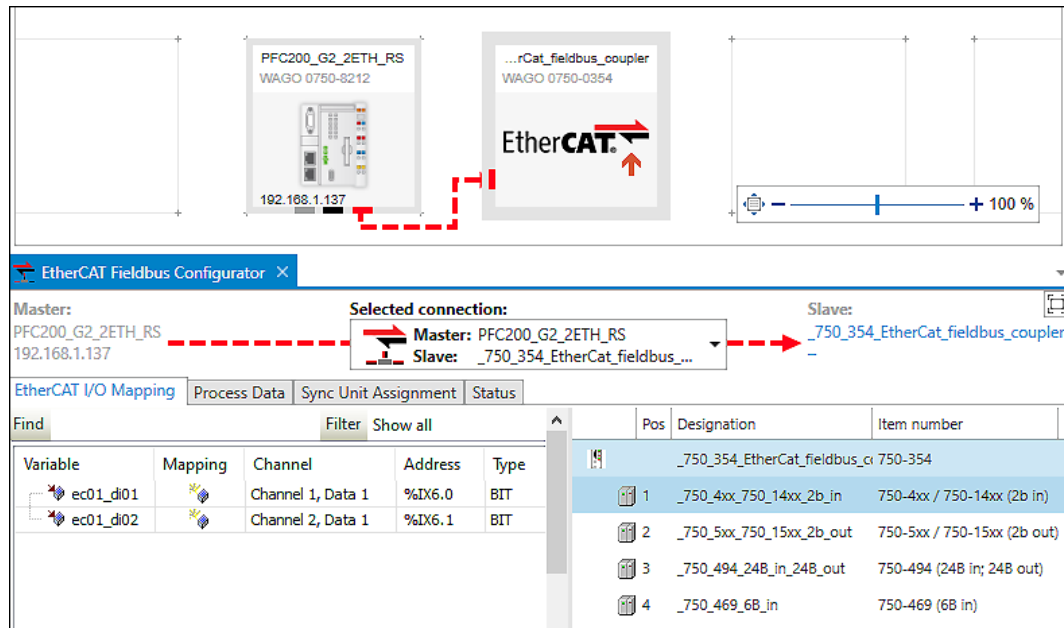 PFC200_G2_2ETH_RS
WAGO 0750-8212
192.168.1.137
...rCat_fieldbus_coupler
WAGO 0750-0354
EtherCAT®
100 %
EtherCAT Fieldbus Configurator
Master:
PFC200_G2_2ETH_RS
192.168.1.137
Selected connection:
Master: PFC200_G2_2ETH_RS
Slave: _750_354_EtherCat_fieldbus_...
Slave:
_750_354_EtherCat_fieldbus_coupler
--
EtherCAT I/O Mapping Process Data Sync Unit Assignment Status
Find Filter Show all
Variable Mapping Channel Address Type
ec01_di01 Channel 1, Data 1 %IX6.0 BIT
ec01_di02 Channel 2, Data 1 %IX6.1 BIT
Pos Designation Item number
_750_354_EtherCat_fieldbus_cc 750-354
1 _750_4xx_750_14xx_2b_in 750-4xx / 750-14xx (2b in)
2 _750_5xx_750_15xx_2b_out 750-5xx / 750-15xx (2b out)
3 _750_494_24B_in_24B_out 750-494 (24B in; 24B out)
4 _750_469_6B_in 750-469 (6B in)